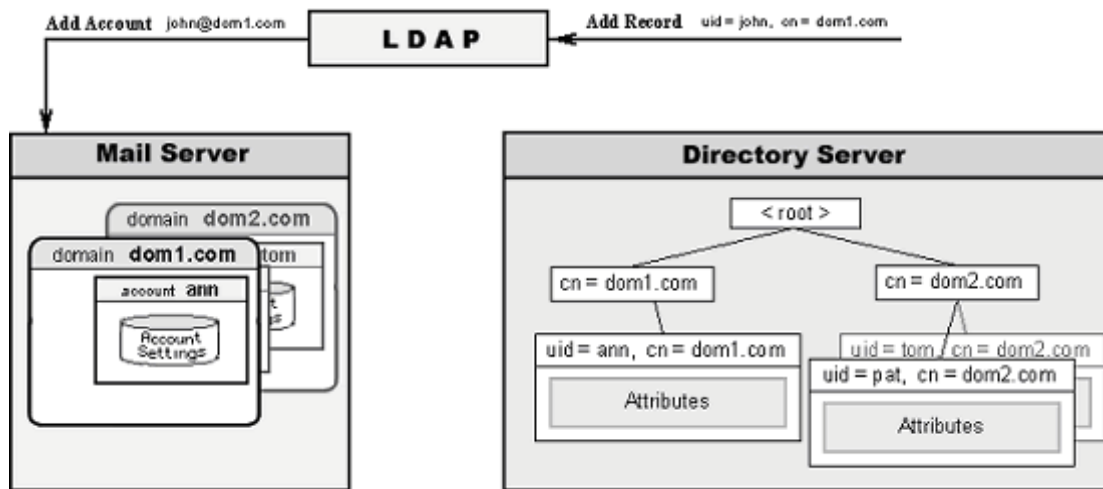 Add Account john@dom1.com
LDAP
Add Record uid = john, cn = dom1.com
Mail Server
domain dom2.com
domain dom1.com
tom
account ann
Account
Settings
Directory Server
< root >
cn = dom1.com
cn = dom2.com
uid = ann, cn = dom1.com
Attributes
uid = tom, cn = dom2.com
uid = pat, cn = dom2.com
Attributes